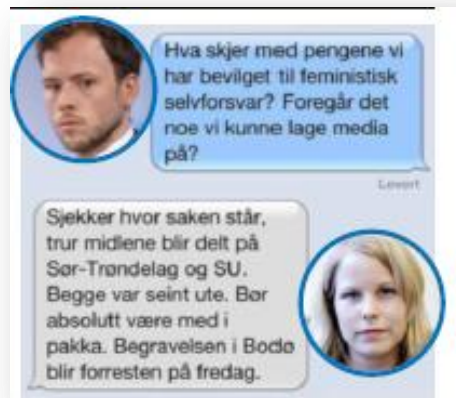 Hva skjer med pengene vi
har bevilget til feministisk
selvforsvar? Foregår det
noe vi kunne lage media
på?
Levert
Sjekker hvor saken står,
trur midlene blir delt på
Sør-Trøndelag og SU.
Begge var seint ute. Bør
absolutt være med i
pakka. Begravelsen i Bodø
blir forresten på fredag.